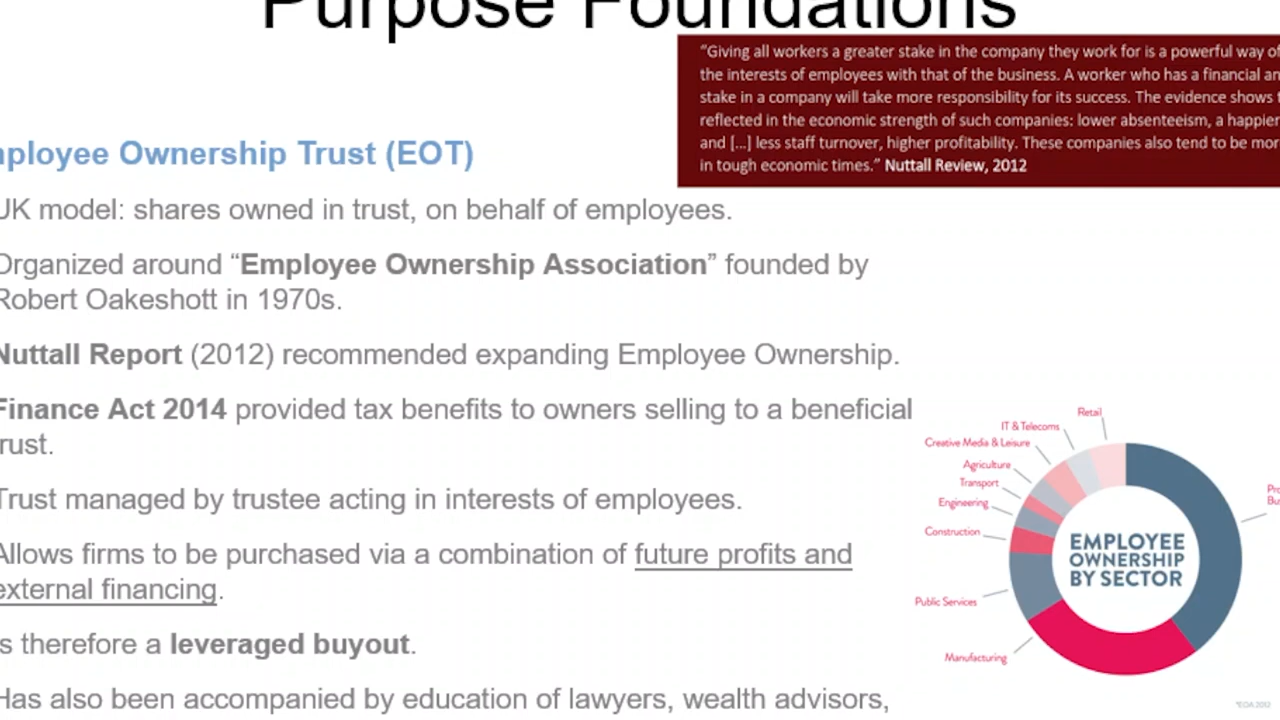 Purpose Foundations
“Giving all workers a greater stake in the company they work for is a powerful way of
the interests of employees with that of the business. A worker who has a financial
stake in a company will take more responsibility for its success. The evidence shows
reflected in the economic strength of such companies: lower absenteeism, a happier
and [...] less staff turnover, higher profitability. These companies also tend to be
in tough economic times.” Nuttall Review, 2012
Ownership Trust (EOT)
UK model: shares owned in trust, on behalf of employees.
Organized around “Employee Ownership Association” founded by
Robert Oakeshott in 1970s.
Nuttall Report (2012) recommended expanding Employee Ownership.
Finance Act 2014 provided tax benefits to owners selling to a beneficial
Trust managed by trustee acting in interests of employees.
Allows firms to be purchased via a combination of future profits and
external financing.
therefore a leveraged buyout.
Has also been accompanied by education of lawyers, wealth advisors,
Retail
IT & Telecoms
Creative Media & Leisure
Agriculture
Transport
Engineering
Construction
Public Services
Manufacturing
EMPLOYEE
OWNERSHIP
BY SECTOR